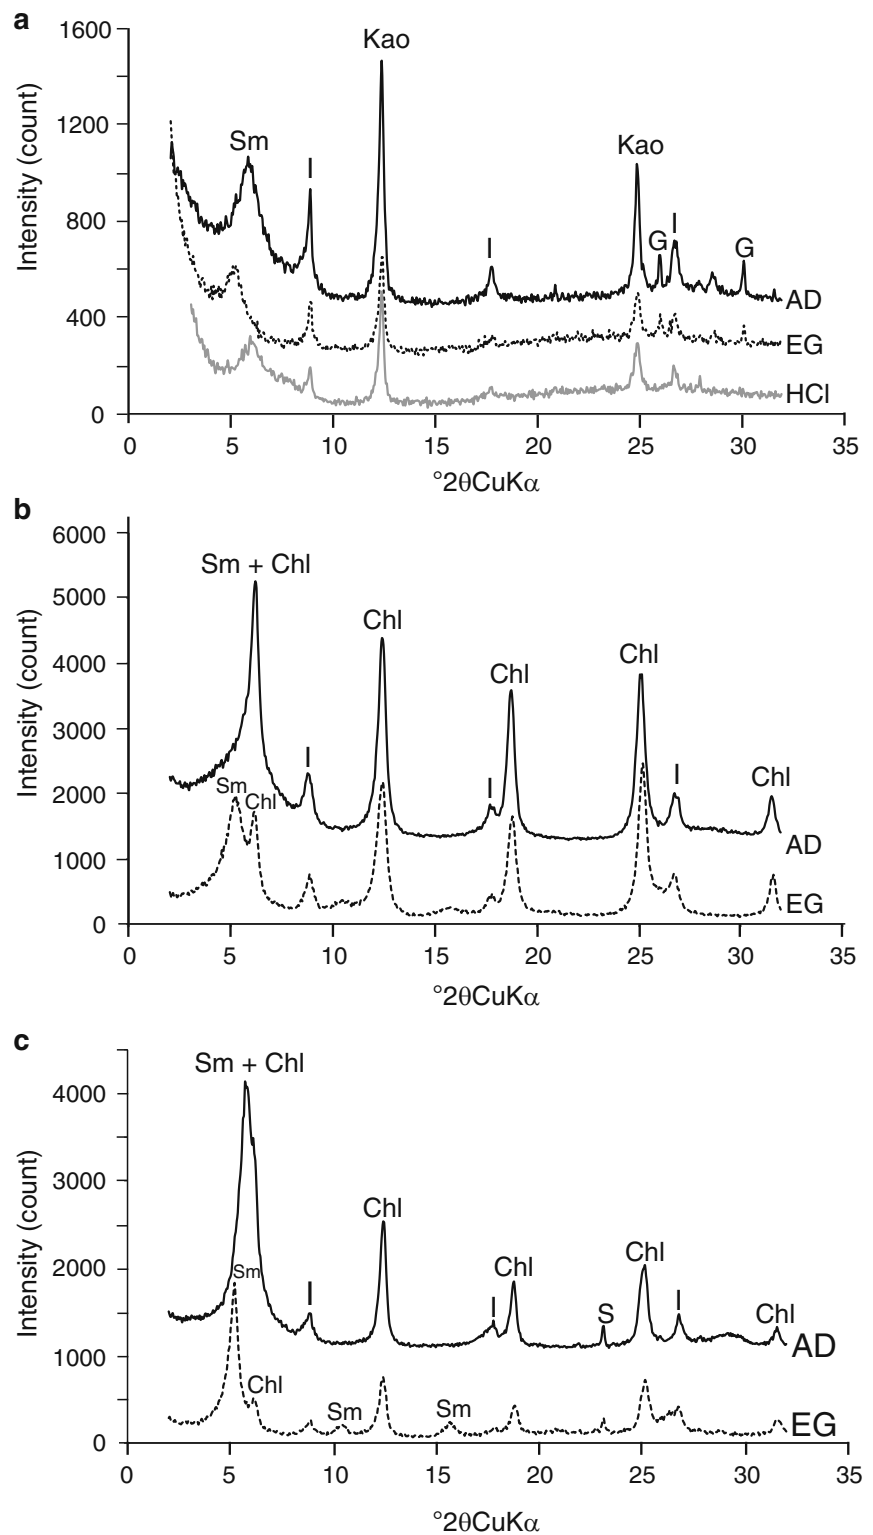 a
1600
Kao
Intensity (count)
1200
Sm
I
Kao
800
I
G
I
G
AD
400
EG
HCl
0
0 5 10 15 20 25 30 35
°2θCuKα
b
6000
Sm + Chl
Intensity (count)
5000
Chl
Chl
4000
Chl
3000
I
I
I
Chl
2000
Sm
Chl
AD
1000
EG
0
0 5 10 15 20 25 30 35
°2θCuKα
c
Sm + Chl
4000
Intensity (count)
3000
Chl
Chl
Chl
2000
Sm
I
I
S
I
Chl
AD
1000
Chl
Sm
Sm
EG
0
0 5 10 15 20 25 30 35
°2θCuKα